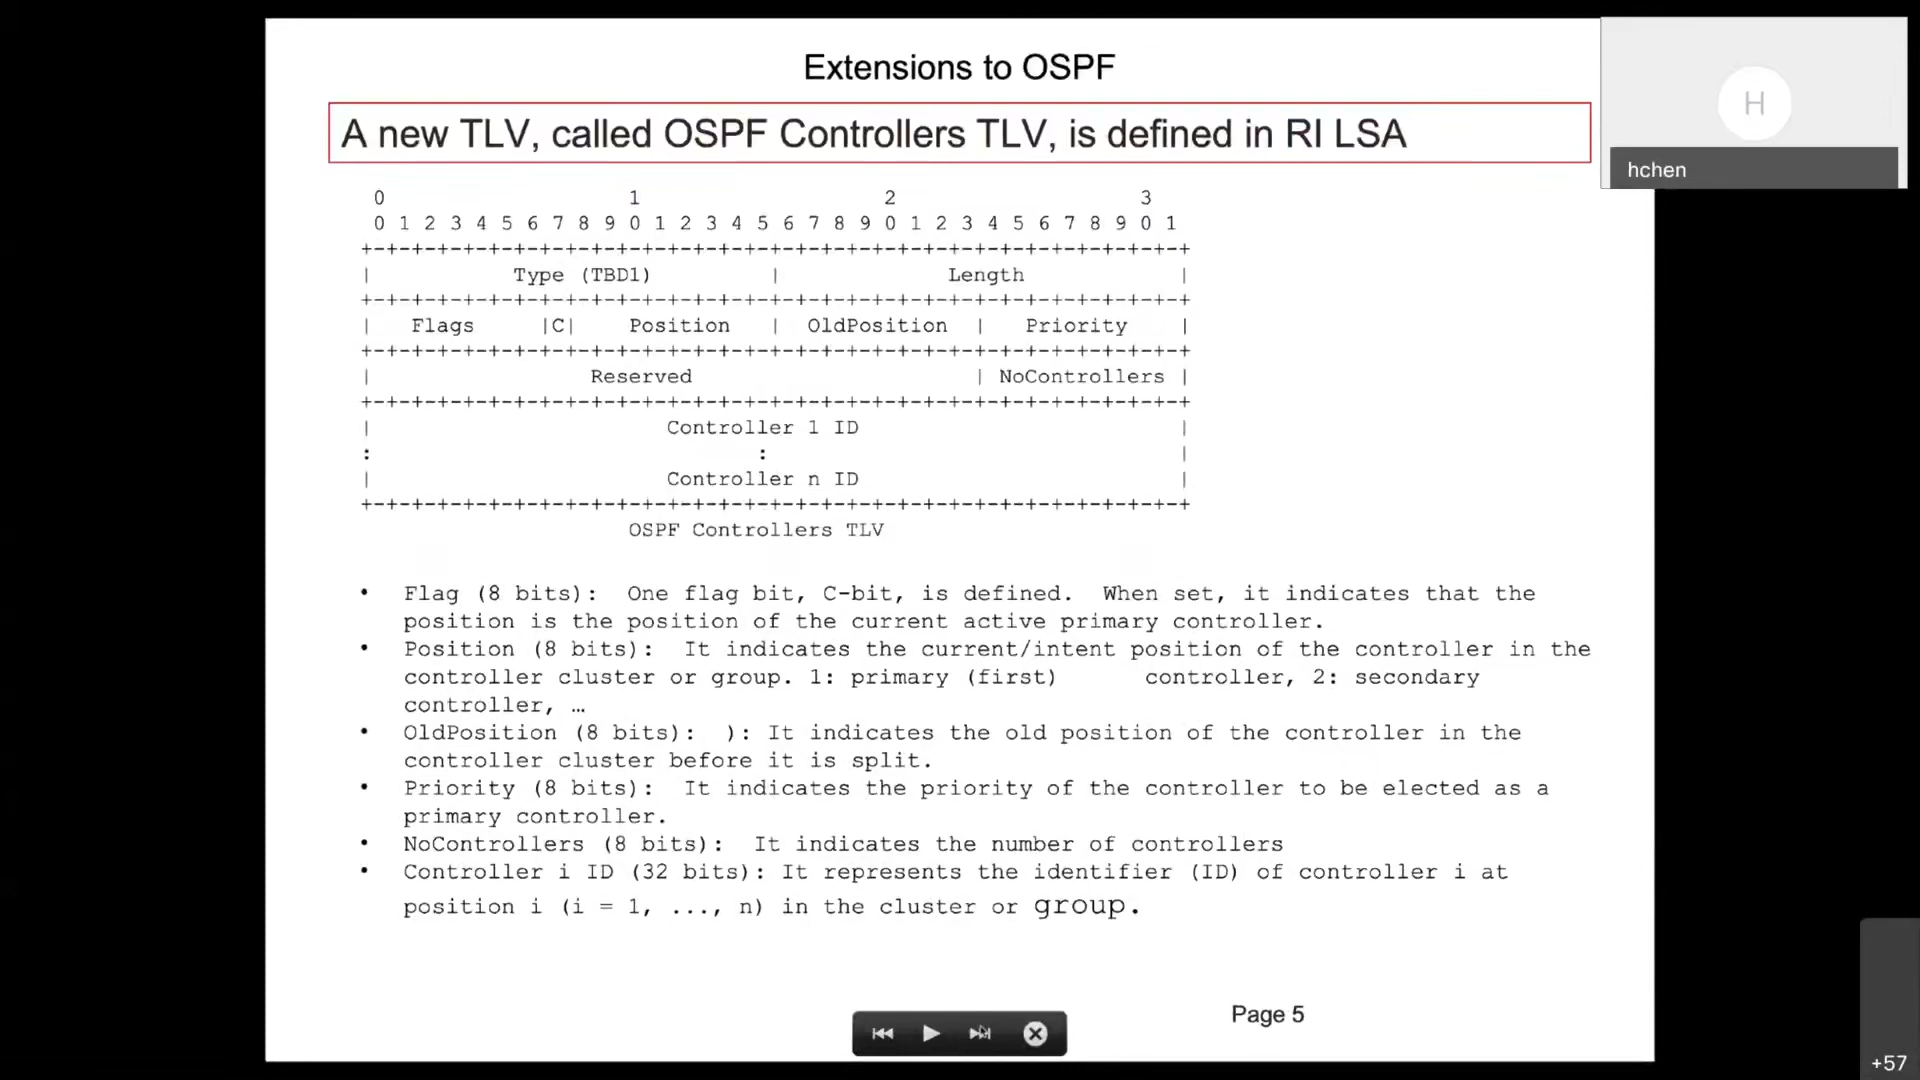 Extensions to OSPF
A new TLV, called OSPF Controllers TLV, is defined in RI LSA
H
hchen
0                   1                   2                   3
0 1 2 3 4 5 6 7 8 9 0 1 2 3 4 5 6 7 8 9 0 1 2 3 4 5 6 7 8 9 0 1
+-+-+-+-+-+-+-+-+-+-+-+-+-+-+-+-+-+-+-+-+-+-+-+-+-+-+-+-+-+-+-+-+
| Type (TBD1) | Length |
+-+-+-+-+-+-+-+-+-+-+-+-+-+-+-+-+-+-+-+-+-+-+-+-+-+-+-+-+-+-+-+-+
| Flags |C| Position | OldPosition | Priority |
+-+-+-+-+-+-+-+-+-+-+-+-+-+-+-+-+-+-+-+-+-+-+-+-+-+-+-+-+-+-+-+-+
| Reserved | NoControllers |
+-+-+-+-+-+-+-+-+-+-+-+-+-+-+-+-+-+-+-+-+-+-+-+-+-+-+-+-+-+-+-+-+
| Controller 1 ID |
: : |
| Controller n ID |
+-+-+-+-+-+-+-+-+-+-+-+-+-+-+-+-+-+-+-+-+-+-+-+-+-+-+-+-+-+-+-+-+
OSPF Controllers TLV
• Flag (8 bits): One flag bit, C-bit, is defined. When set, it indicates that the
position is the position of the current active primary controller.
• Position (8 bits): It indicates the current/intent position of the controller in the
controller cluster or group. 1: primary (first) controller, 2: secondary
controller, …
• OldPosition (8 bits): ): It indicates the old position of the controller in the
controller cluster before it is split.
• Priority (8 bits): It indicates the priority of the controller to be elected as a
primary controller.
• NoControllers (8 bits): It indicates the number of controllers
• Controller i ID (32 bits): It represents the identifier (ID) of controller i at
position i (i = 1, ..., n) in the cluster or group.
Page 5
+57